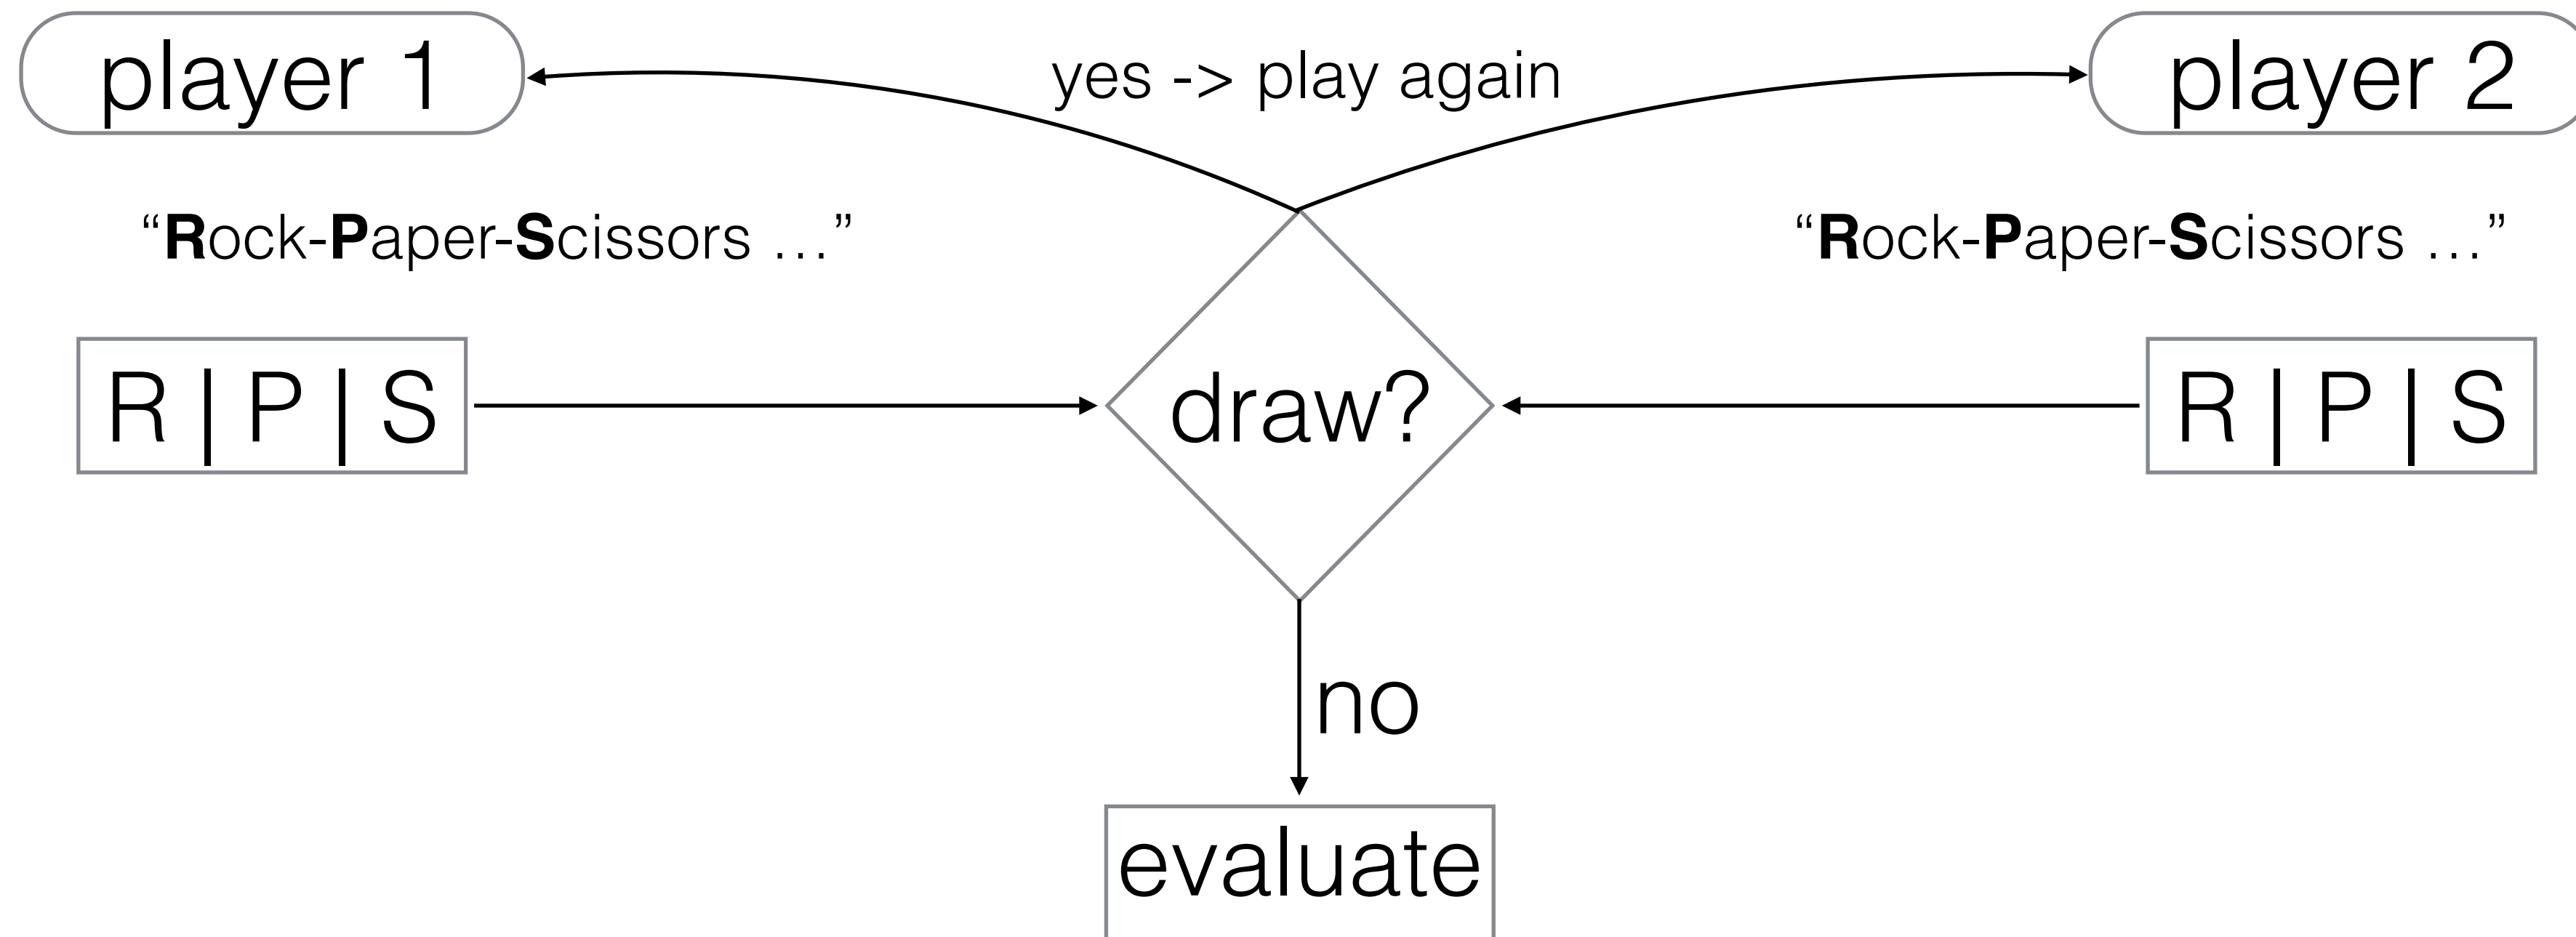 player 1
yes -> play again
player 2
“Rock-Paper-Scissors …”
“Rock-Paper-Scissors …”
R | P | S
draw?
R | P | S
no
evaluate